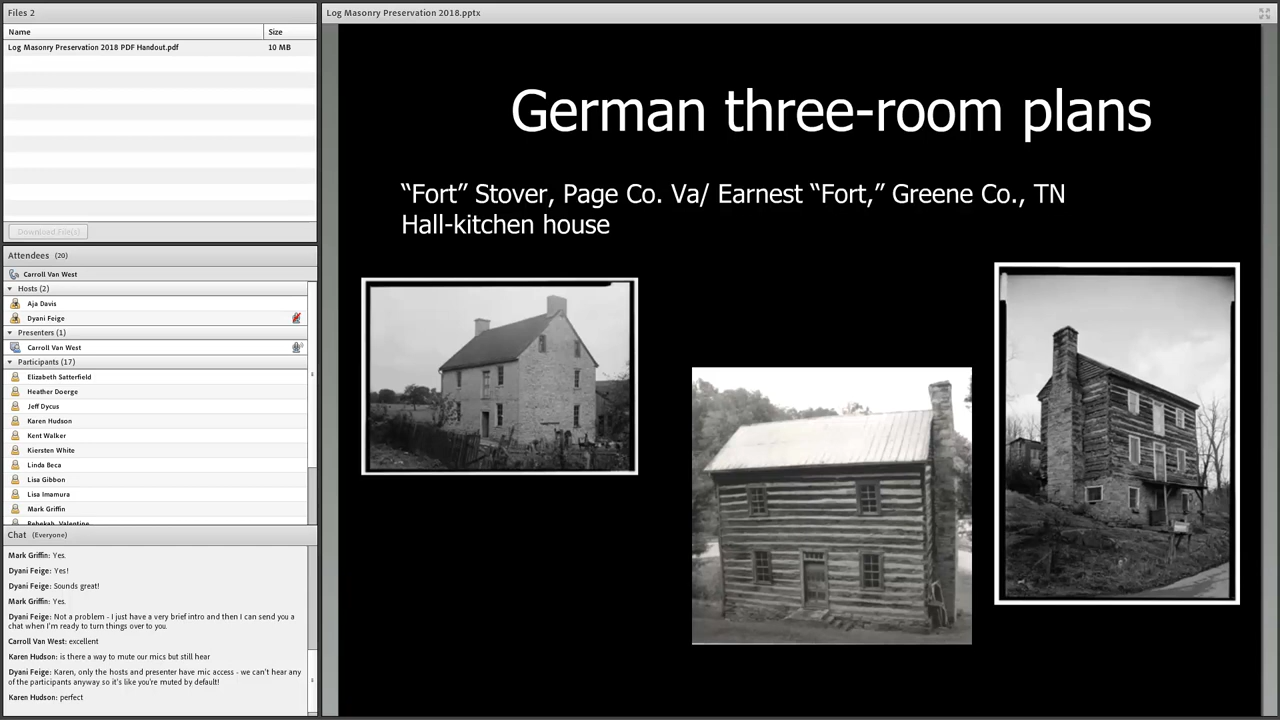 Files 2
Name Size
Log Masonry Preservation 2018 PDF Handout.pdf 10 MB
Download File(s)
Attendees (20)
Carroll Van West
Hosts (2)
Aja Davis
Dyani Feige
Presenters (1)
Carroll Van West
Participants (17)
Elizabeth Satterfield
Heather Doerge
Jeff Dycus
Karen Hudson
Kent Walker
Kiersten White
Linda Beca
Lisa Gibbon
Lisa Imamura
Mark Griffin
Rebekah, Valentine
Chat (Everyone)
Mark Griffin: Yes.
Dyani Feige: Yes!
Dyani Feige: Sounds great!
Mark Griffin: Yes.
Dyani Feige: Not a problem - I just have a very brief intro and then I can send you a
chat when I'm ready to turn things over to you.
Carroll Van West: excellent
Karen Hudson: is there a way to mute our mics but still hear
Dyani Feige: Karen, only the hosts and presenter have mic access - we can't hear any
of the participants anyway so it's like you're muted by default!
Karen Hudson: perfect
Log Masonry Preservation 2018.pptx
German three-room plans
“Fort” Stover, Page Co. Va/ Earnest “Fort,” Greene Co., TN
Hall-kitchen house